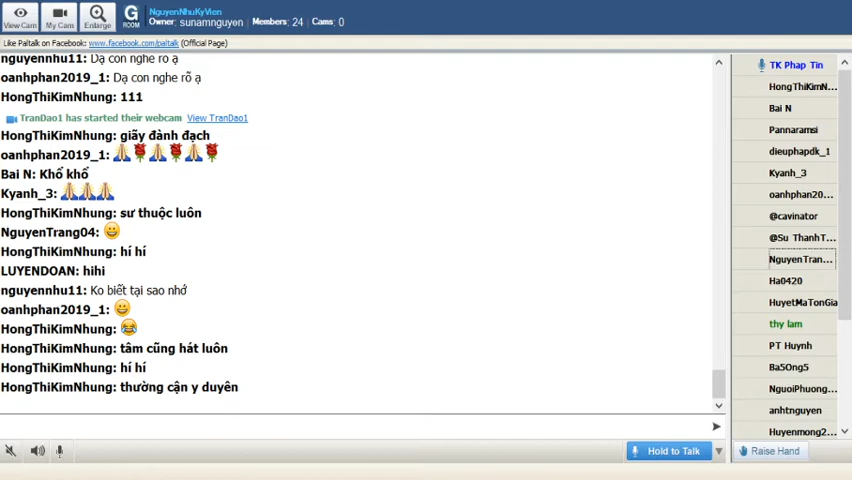 View Cam
My Cam
Enlarge
G
ROOM
NguyenNhuKyVien
Owner: sunamnguyen Members: 24 Cams: 0
Like Paltalk on Facebook: www.facebook.com/paltalk (Official Page)
nguyennhu11: Dạ con nghe rõ ạ
oanhphan2019_1: Dạ con nghe rõ ạ
HongThiKimNhung: 111
TranDao1 has started their webcam View TranDao1
HongThiKimNhung: giãy đành đạch
oanhphan2019_1:
Bai N: Khổ khổ
Kyanh_3:
HongThiKimNhung: sư thuộc luôn
NguyenTrang04:
HongThiKimNhung: hí hí
LUYENDOAN: hihi
nguyennhu11: Ko biết tại sao nhớ
oanhphan2019_1:
HongThiKimNhung:
HongThiKimNhung: tâm cũng hát luôn
HongThiKimNhung: hí hí
HongThiKimNhung: thường cận y duyên
Hold to Talk
TK Phap Tin
HongThiKimN...
Bai N
Pannaramsi
dieuphapdk_1
Kyanh_3
oanhphan20...
@cavinator
@Su ThanhT...
NguyenTran...
Ha0420
HuyetMaTonGia
thy lam
PT Huynh
Ba5Ong5
NguoiPhuong...
anhtnguyen
Huyenmong2...
Raise Hand